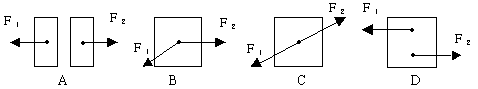 F₁ F₂ F₁ F₂ F₁ F₂ F₁ F₂
A B C D